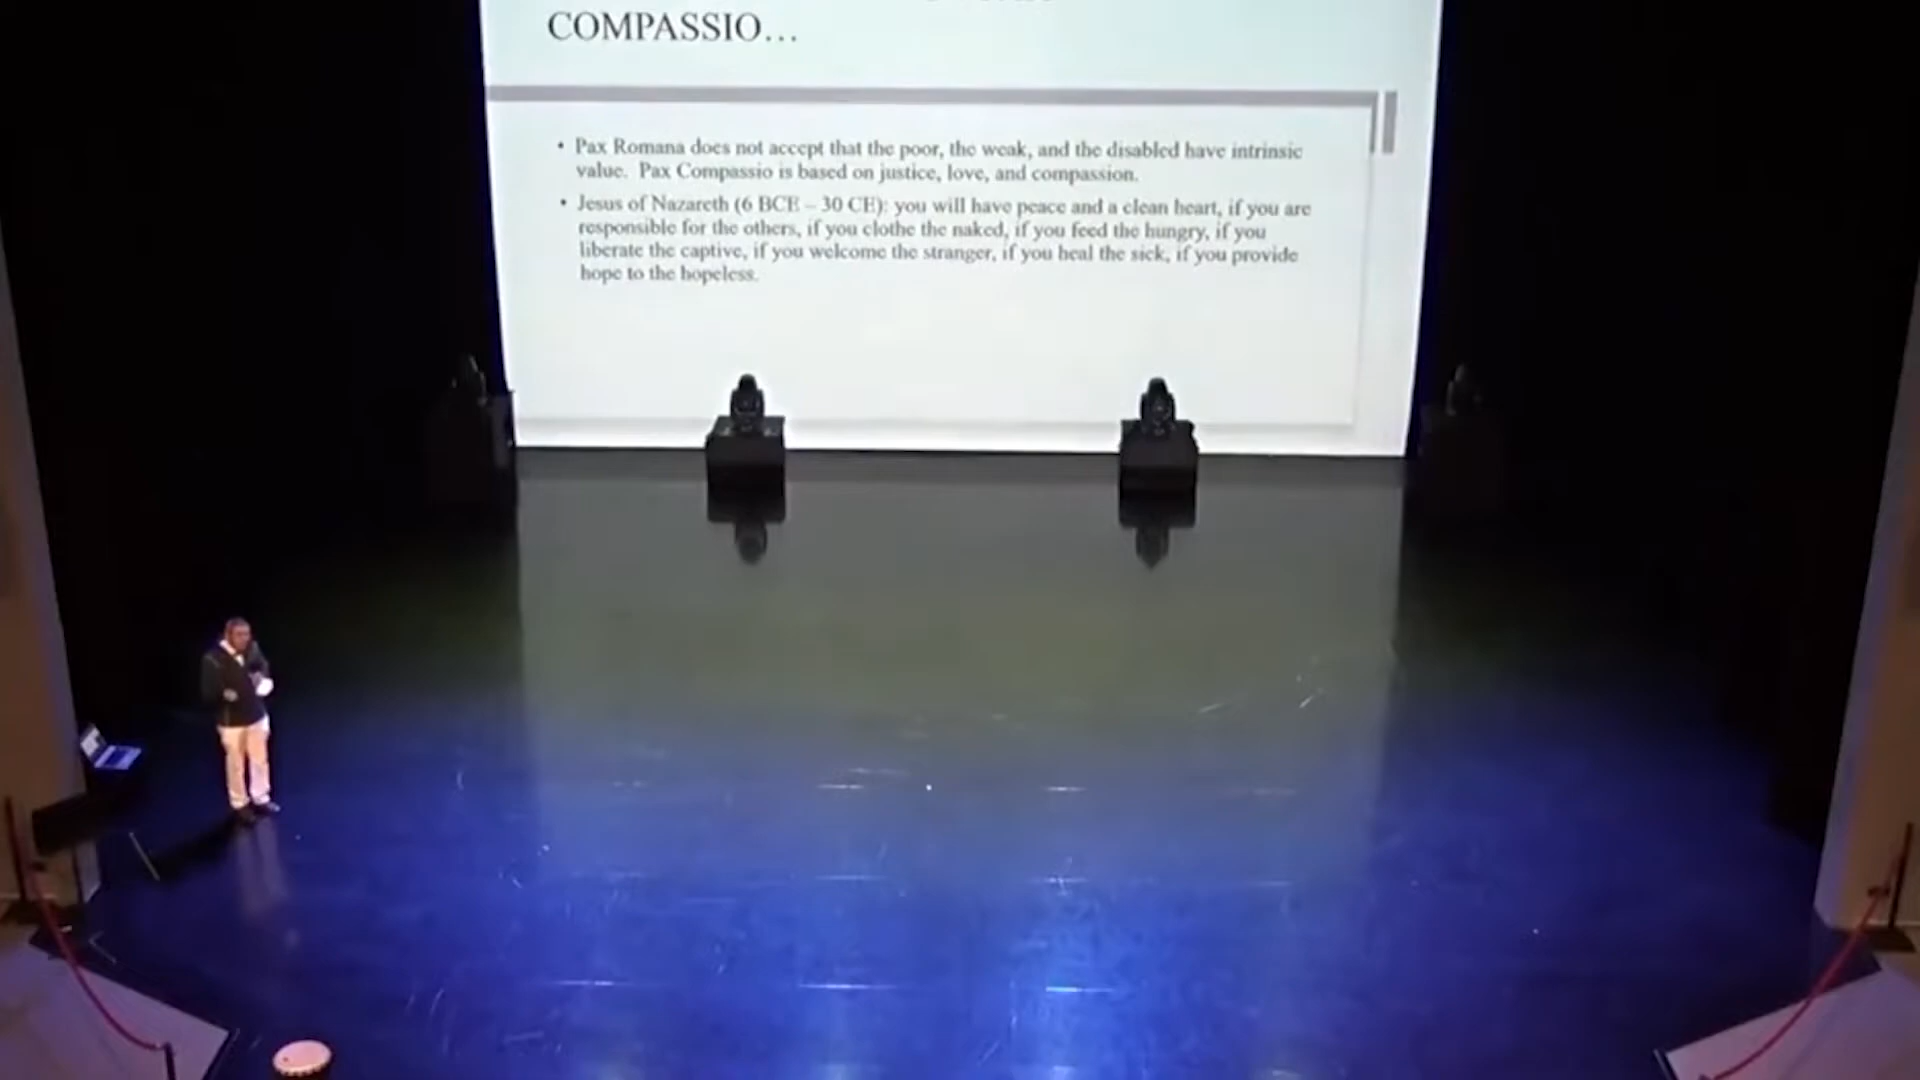 COMPASSIO...
• Pax Romana does not accept that the poor, the weak, and the disabled have intrinsic
value. Pax Compassio is based on justice, love, and compassion.
• Jesus of Nazareth (6 BCE – 30 CE): you will have peace and a clean heart, if you are
responsible for the others, if you clothe the naked, if you feed the hungry, if you
liberate the captive, if you welcome the stranger, if you heal the sick, if you provide
hope to the hopeless.